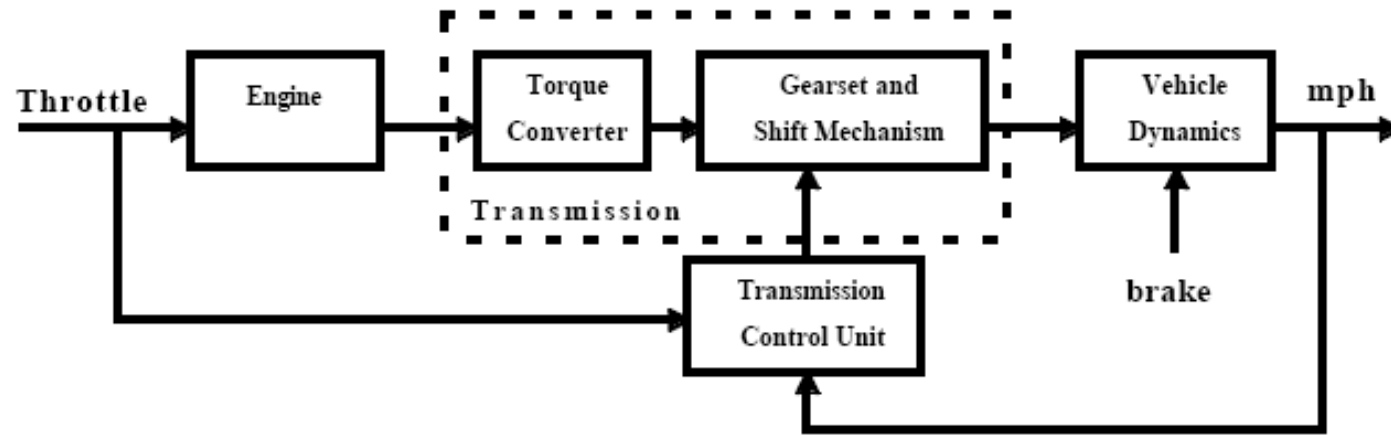 Throttle
Engine
Torque
Converter
Gearset and
Shift Mechanism
Vehicle
Dynamics
mph
Transmission
brake
Transmission
Control Unit